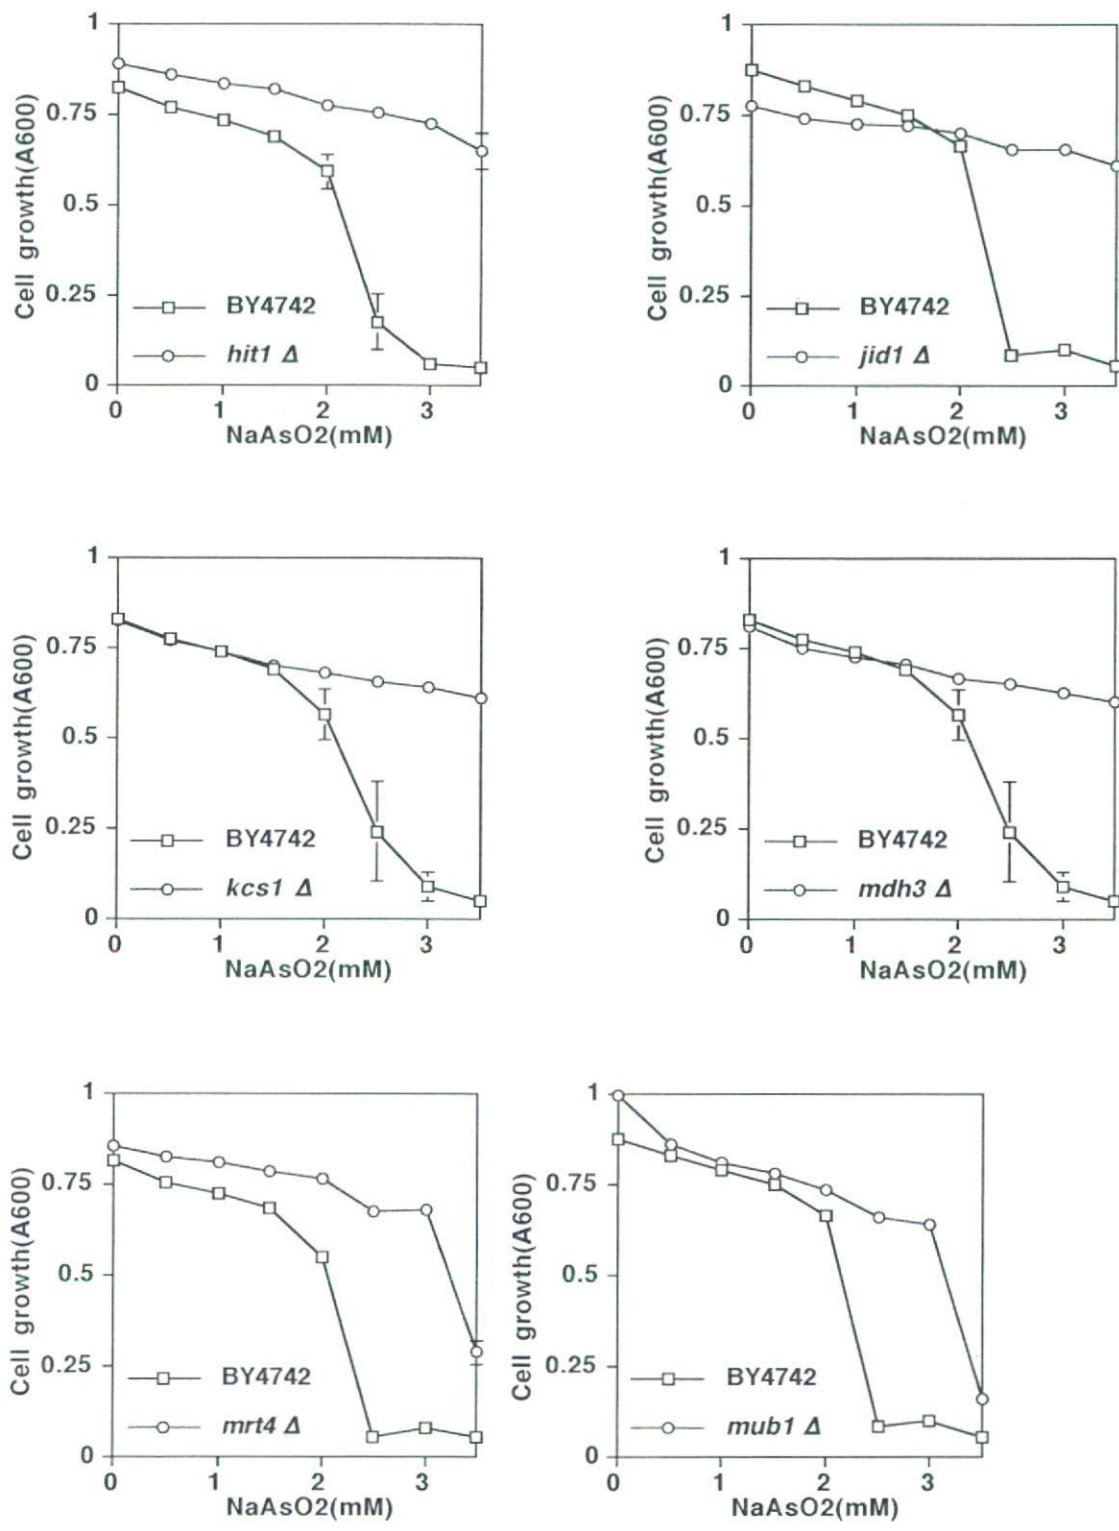 1
0.75
0.5
0.25
0
Cell growth(A600)
BY4742
hit1 Δ
0 1 2 3
NaAsO2(mM)
1
0.75
0.5
0.25
0
Cell growth(A600)
BY4742
jid1 Δ
0 1 2 3
NaAsO2(mM)
1
0.75
0.5
0.25
0
Cell growth(A600)
BY4742
kcs1 Δ
0 1 2 3
NaAsO2(mM)
1
0.75
0.5
0.25
0
Cell growth(A600)
BY4742
mdh3 Δ
0 1 2 3
NaAsO2(mM)
1
0.75
0.5
0.25
0
Cell growth(A600)
BY4742
mrt4 Δ
0 1 2 3
NaAsO2(mM)
1
0.75
0.5
0.25
0
Cell growth(A600)
BY4742
mub1 Δ
0 1 2 3
NaAsO2(mM)